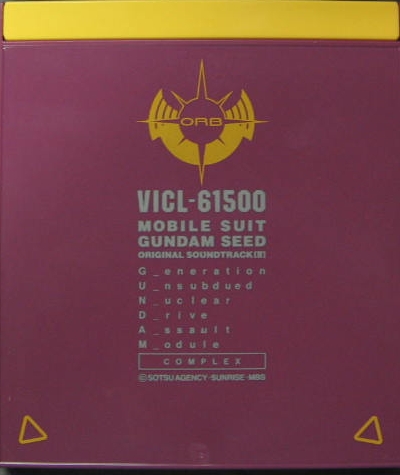 ORB
VICL-61500
MOBILE SUIT
GUNDAM SEED
ORIGINAL SOUNDTRACK[III]
G_eneration
U_nsubdued
N_uclear
D_rive
A_ssault
M_odule
COMPLEX
©SOTSU AGENCY・SUNRISE・MBS